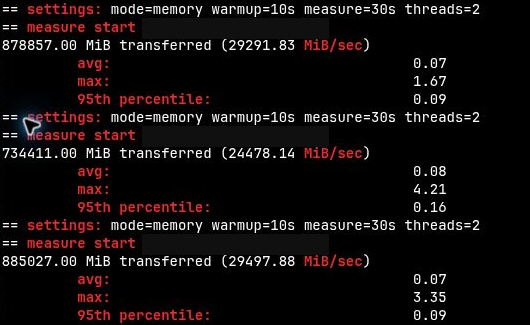 == settings: mode=memory warmup=10s measure=30s threads=2
== measure start
878857.00 MiB transferred (29291.83 MiB/sec)
avg: 0.07
max: 1.67
95th percentile: 0.09
== settings: mode=memory warmup=10s measure=30s threads=2
== measure start
734411.00 MiB transferred (24478.14 MiB/sec)
avg: 0.08
max: 4.21
95th percentile: 0.16
== settings: mode=memory warmup=10s measure=30s threads=2
== measure start
885027.00 MiB transferred (29497.88 MiB/sec)
avg: 0.07
max: 3.35
95th percentile: 0.09